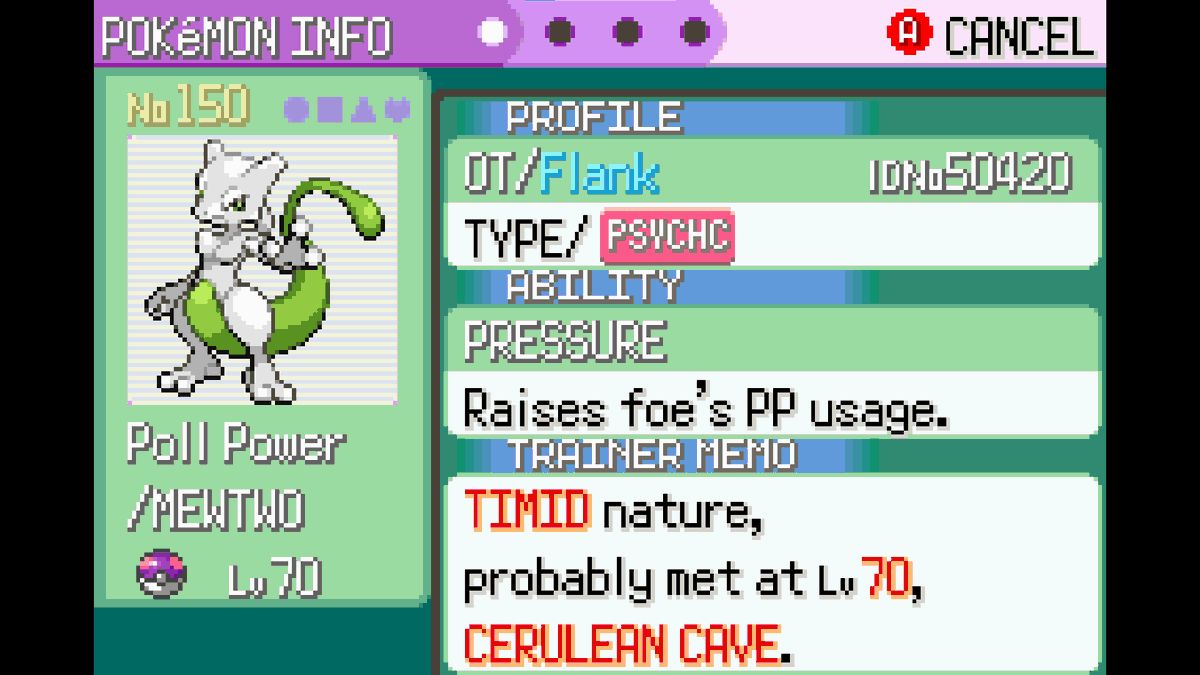 POKéMON INFO
A CANCEL
No150
PROFILE
OT/Flank IDNo50420
TYPE/ PSYCHC
ABILITY
PRESSURE
Raises foe's PP usage.
Poll Power
/MEWTWO
Lv70
TRAINER MEMO
TIMID nature,
probably met at Lv70,
CERULEAN CAVE.